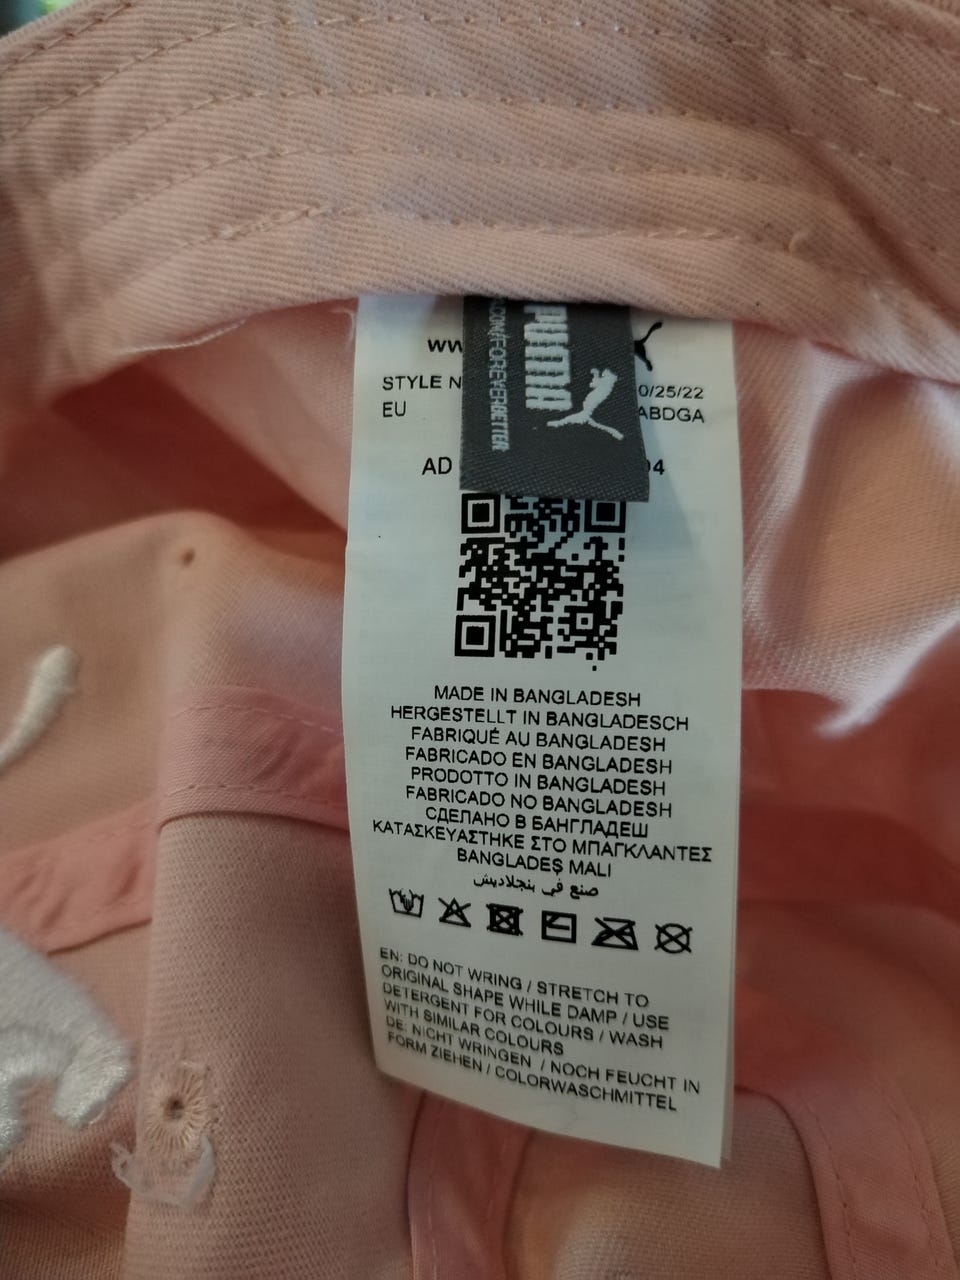 PUMA
.COM/FOREVERBETTER
STYLE
0/25/22
EU
ABDGA
AD
04
MADE IN BANGLADESH
HERGESTELLT IN BANGLADESCH
FABRIQUÉ AU BANGLADESH
FABRICADO EN BANGLADESH
PRODOTTO IN BANGLADESH
FABRICADO NO BANGLADESH
СДЕЛАНО В БАНГЛАДЕШ
ΚΑΤΑΣΚΕΥΑΣΤΗΚΕ ΣΤΟ ΜΠΑΓΚΛΑΝΤΕΣ
BANGLADEŞ MALI
صنع في بنجلاديش
EN: DO NOT WRING / STRETCH TO
ORIGINAL SHAPE WHILE DAMP / USE
DETERGENT FOR COLOURS / WASH
WITH SIMILAR COLOURS
DE: NICHT WRINGEN / NOCH FEUCHT IN
FORM ZIEHEN / COLORWASCHMITTEL